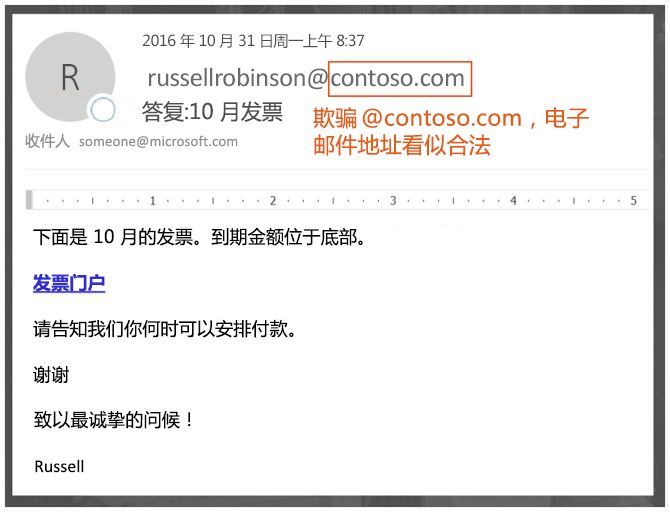 R
2016 年 10 月 31 日周一上午 8:37
russellrobinson@contoso.com
答复:10 月发票
欺骗 @contoso.com，电子
邮件地址看似合法
收件人 someone@microsoft.com
1 2 3 4 5
下面是 10 月的发票。到期金额位于底部。
发票门户
请告知我们你何时可以安排付款。
谢谢
致以最诚挚的问候！
Russell